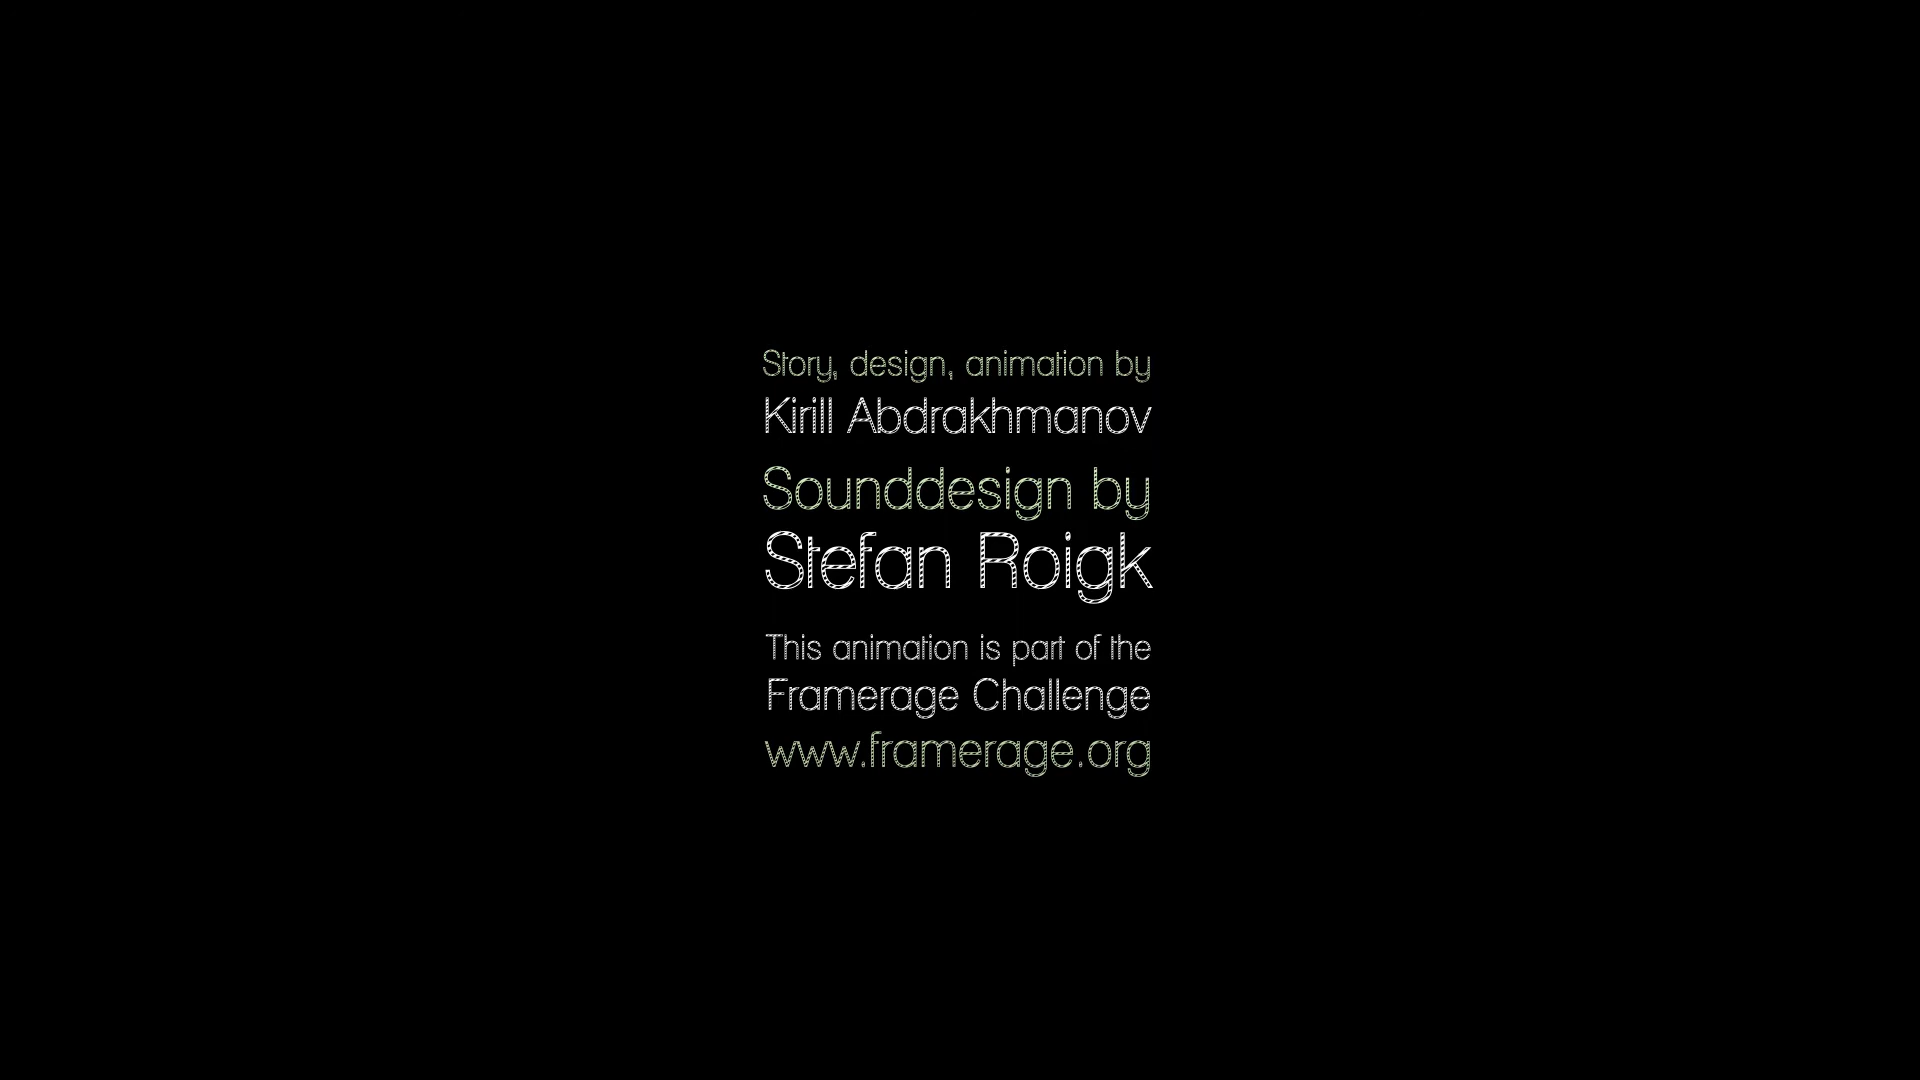 Story, design, animation by
Kirill Abdrakhmanov
Sounddesign by
Stefan Roigk
This animation is part of the
Framerage Challenge
www.framerage.org